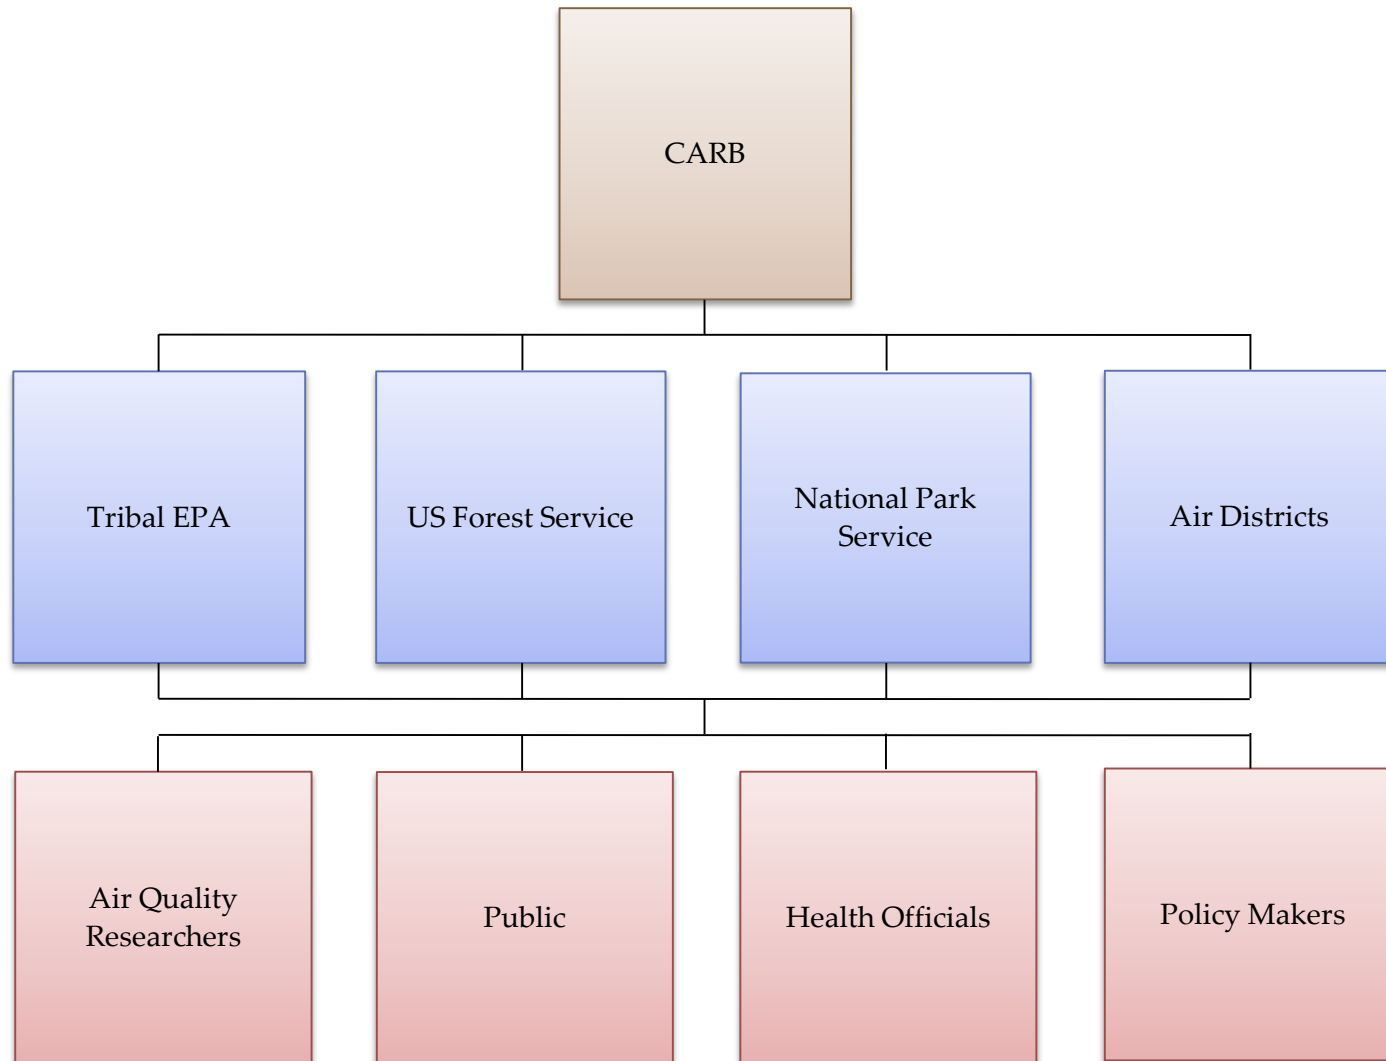 CARB
Tribal EPA
US Forest Service
National Park
Service
Air Districts
Air Quality
Researchers
Public
Health Officials
Policy Makers